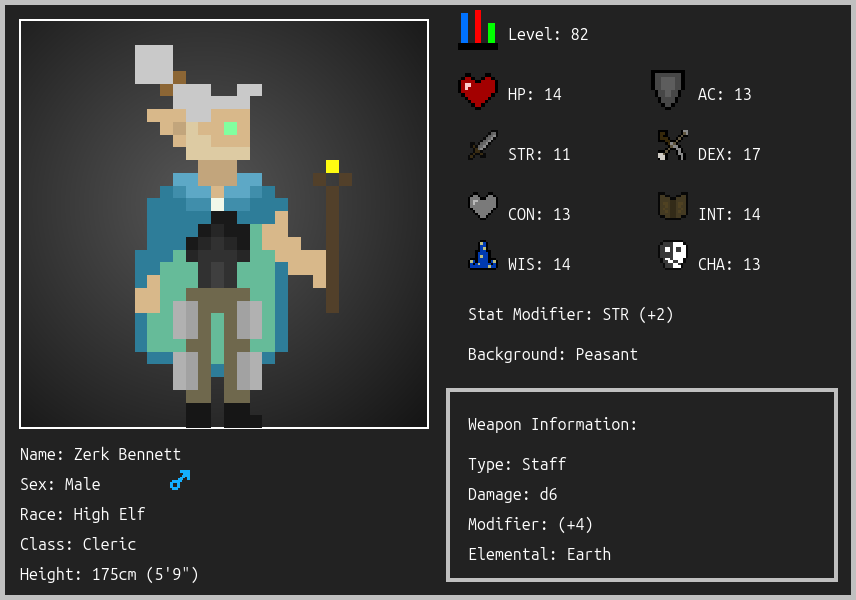 Level: 82
HP: 14
AC: 13
STR: 11
DEX: 17
CON: 13
INT: 14
WIS: 14
CHA: 13
Stat Modifier: STR (+2)
Background: Peasant
Weapon Information:
Type: Staff
Damage: d6
Modifier: (+4)
Elemental: Earth
Name: Zerk Bennett
Sex: Male
Race: High Elf
Class: Cleric
Height: 175cm (5'9")